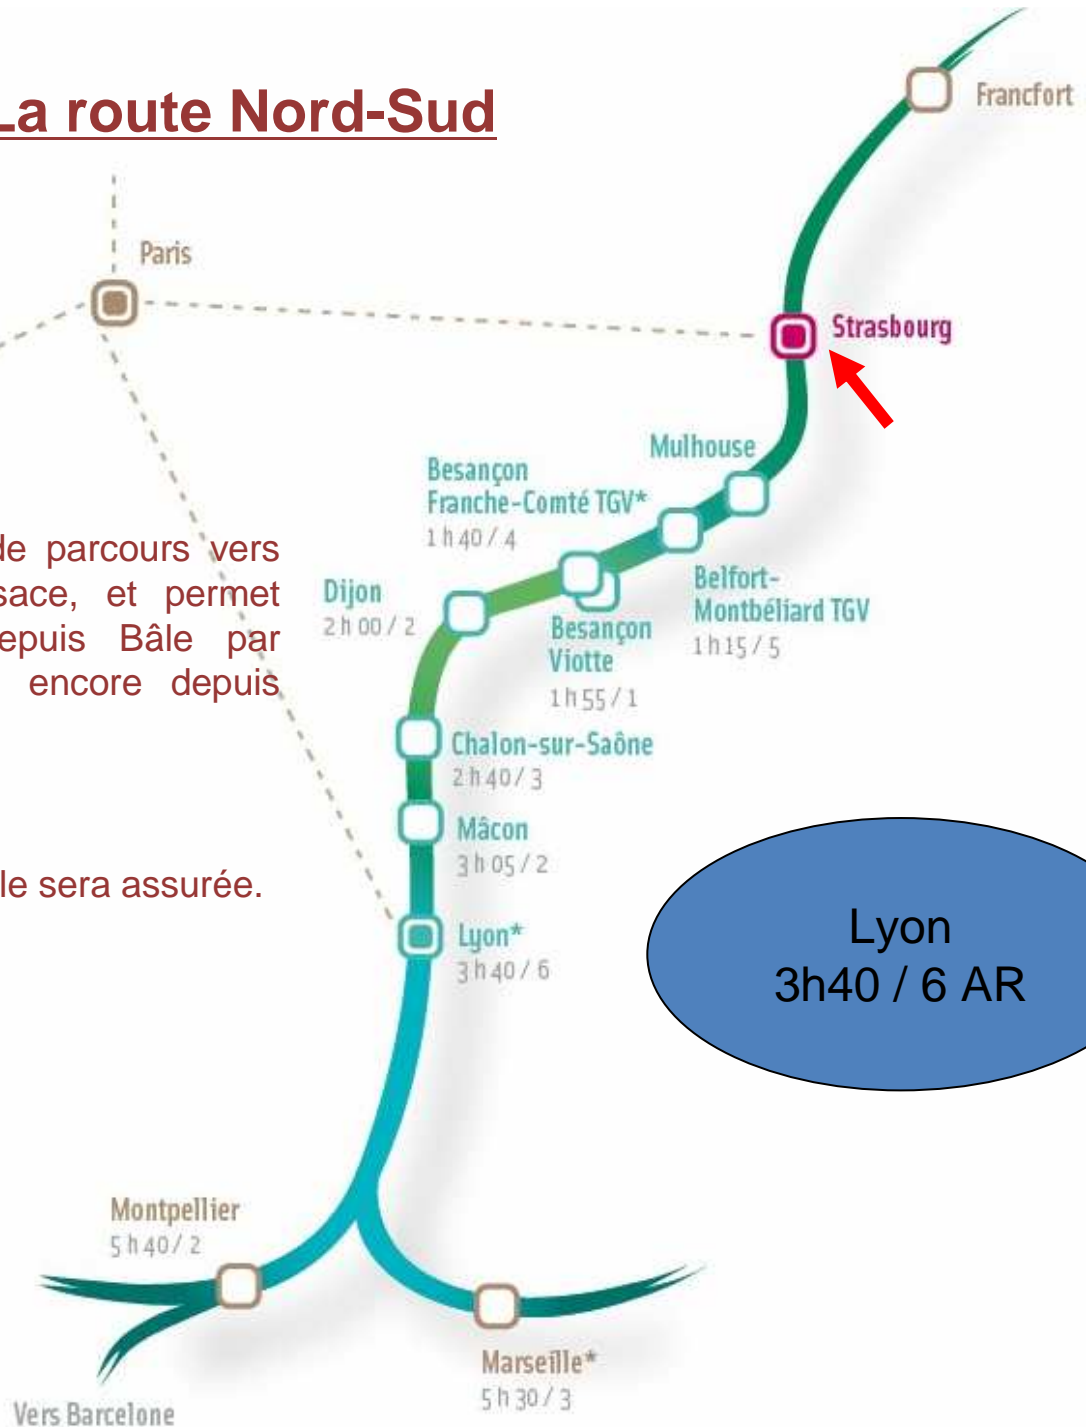 La route Nord-Sud
Francfort
Paris
Strasbourg
Mulhouse
Besançon
Franche-Comté TGV*
1 h 40 / 4
de parcours vers
sace, et permet
depuis Bâle par
encore depuis
Dijon
2 h 00 / 2
Belfort-
Montbéliard TGV
1 h 15 / 5
Besançon
Viotte
1 h 55 / 1
Chalon-sur-Saône
2 h 40 / 3
Mâcon
3 h 05 / 2
le sera assurée.
Lyon*
3 h 40 / 6
Lyon
3h40 / 6 AR
Montpellier
5 h 40 / 2
Marseille*
5 h 30 / 3
Vers Barcelone